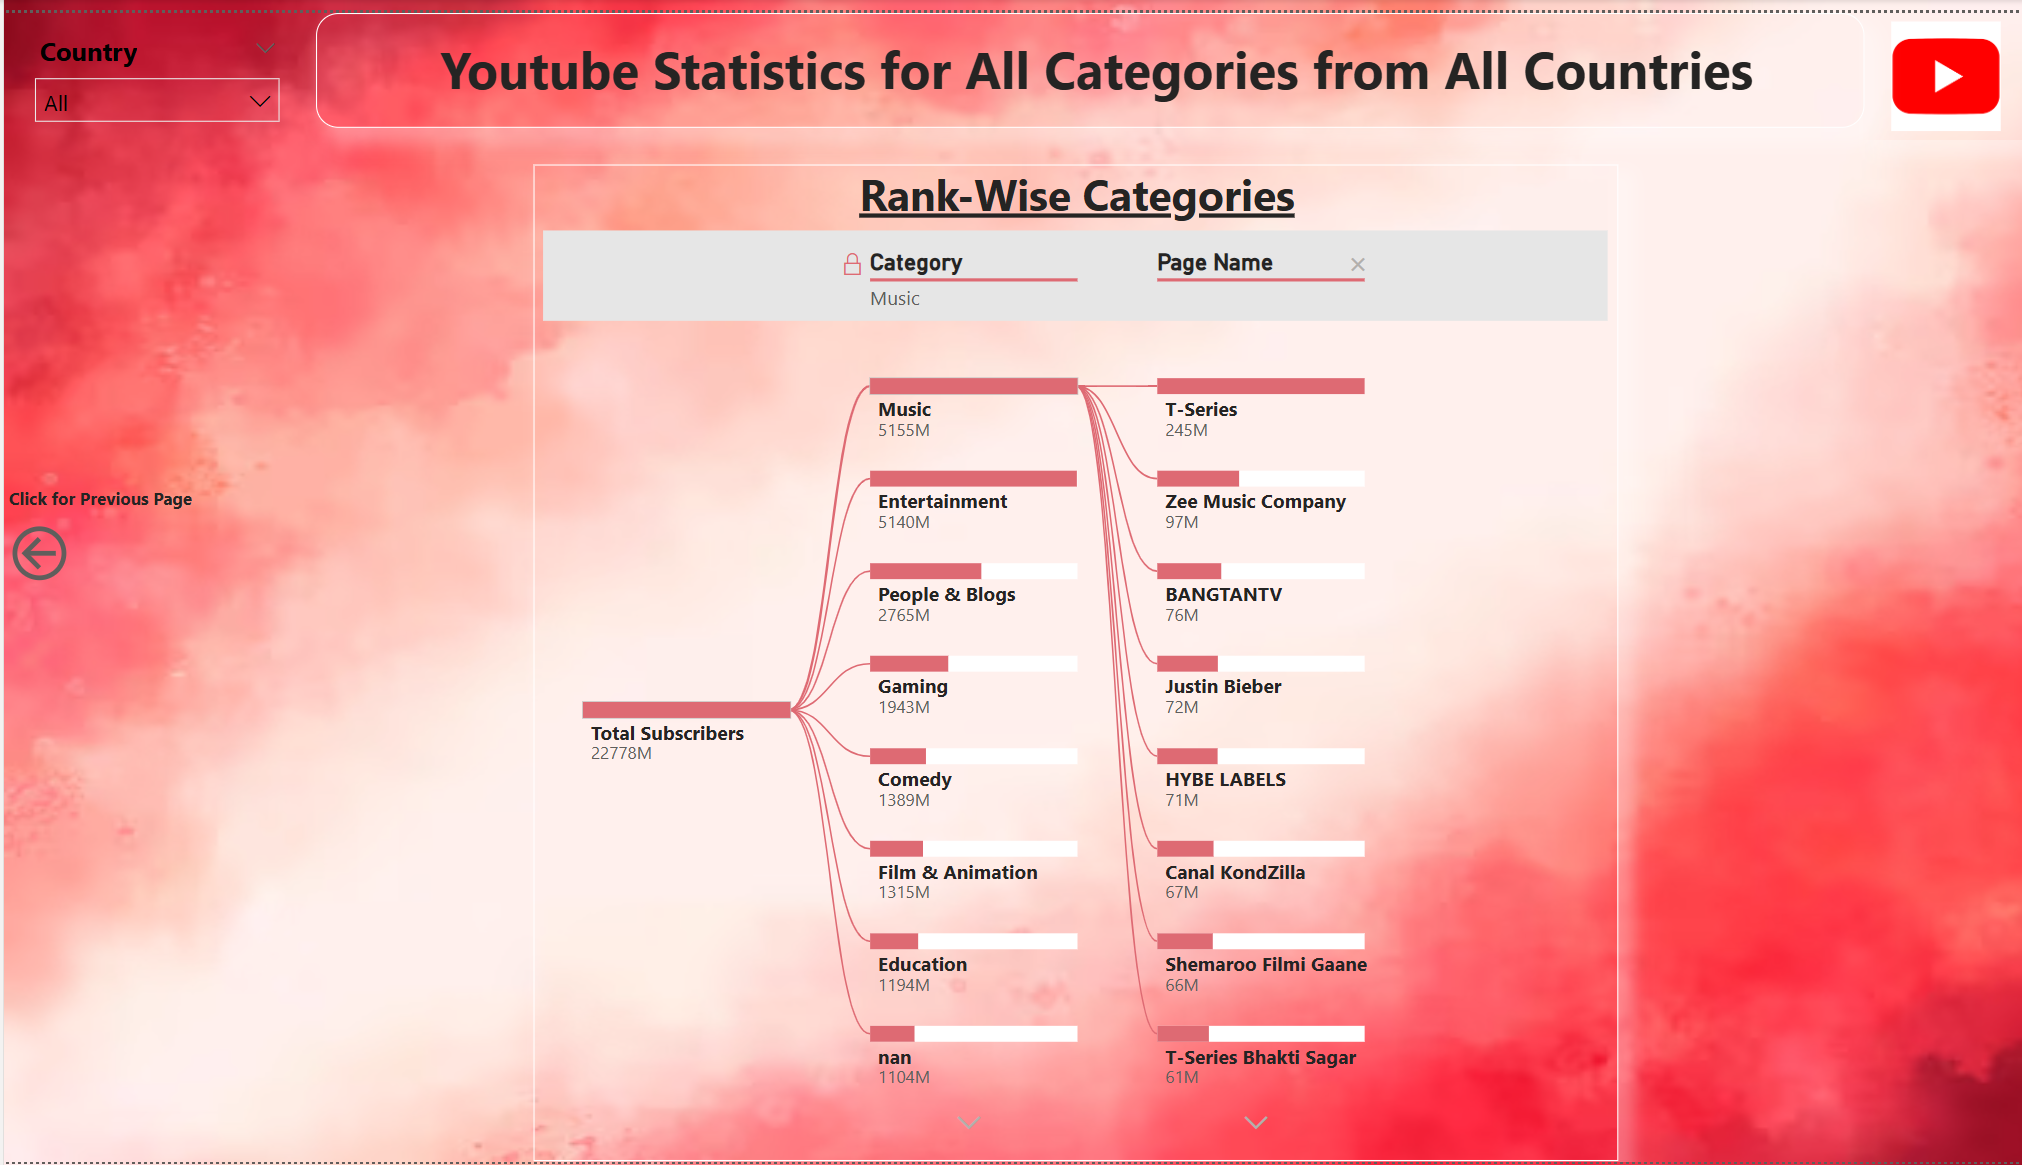 Country
All
Youtube Statistics for All Categories from All Countries
Rank-Wise Categories
Category
Music
Page Name
Click for Previous Page
Total Subscribers
22778M
Music
5155M
Entertainment
5140M
People & Blogs
2765M
Gaming
1943M
Comedy
1389M
Film & Animation
1315M
Education
1194M
nan
1104M
T-Series
245M
Zee Music Company
97M
BANGTANTV
76M
Justin Bieber
72M
HYBE LABELS
71M
Canal KondZilla
67M
Shemaroo Filmi Gaane
66M
T-Series Bhakti Sagar
61M